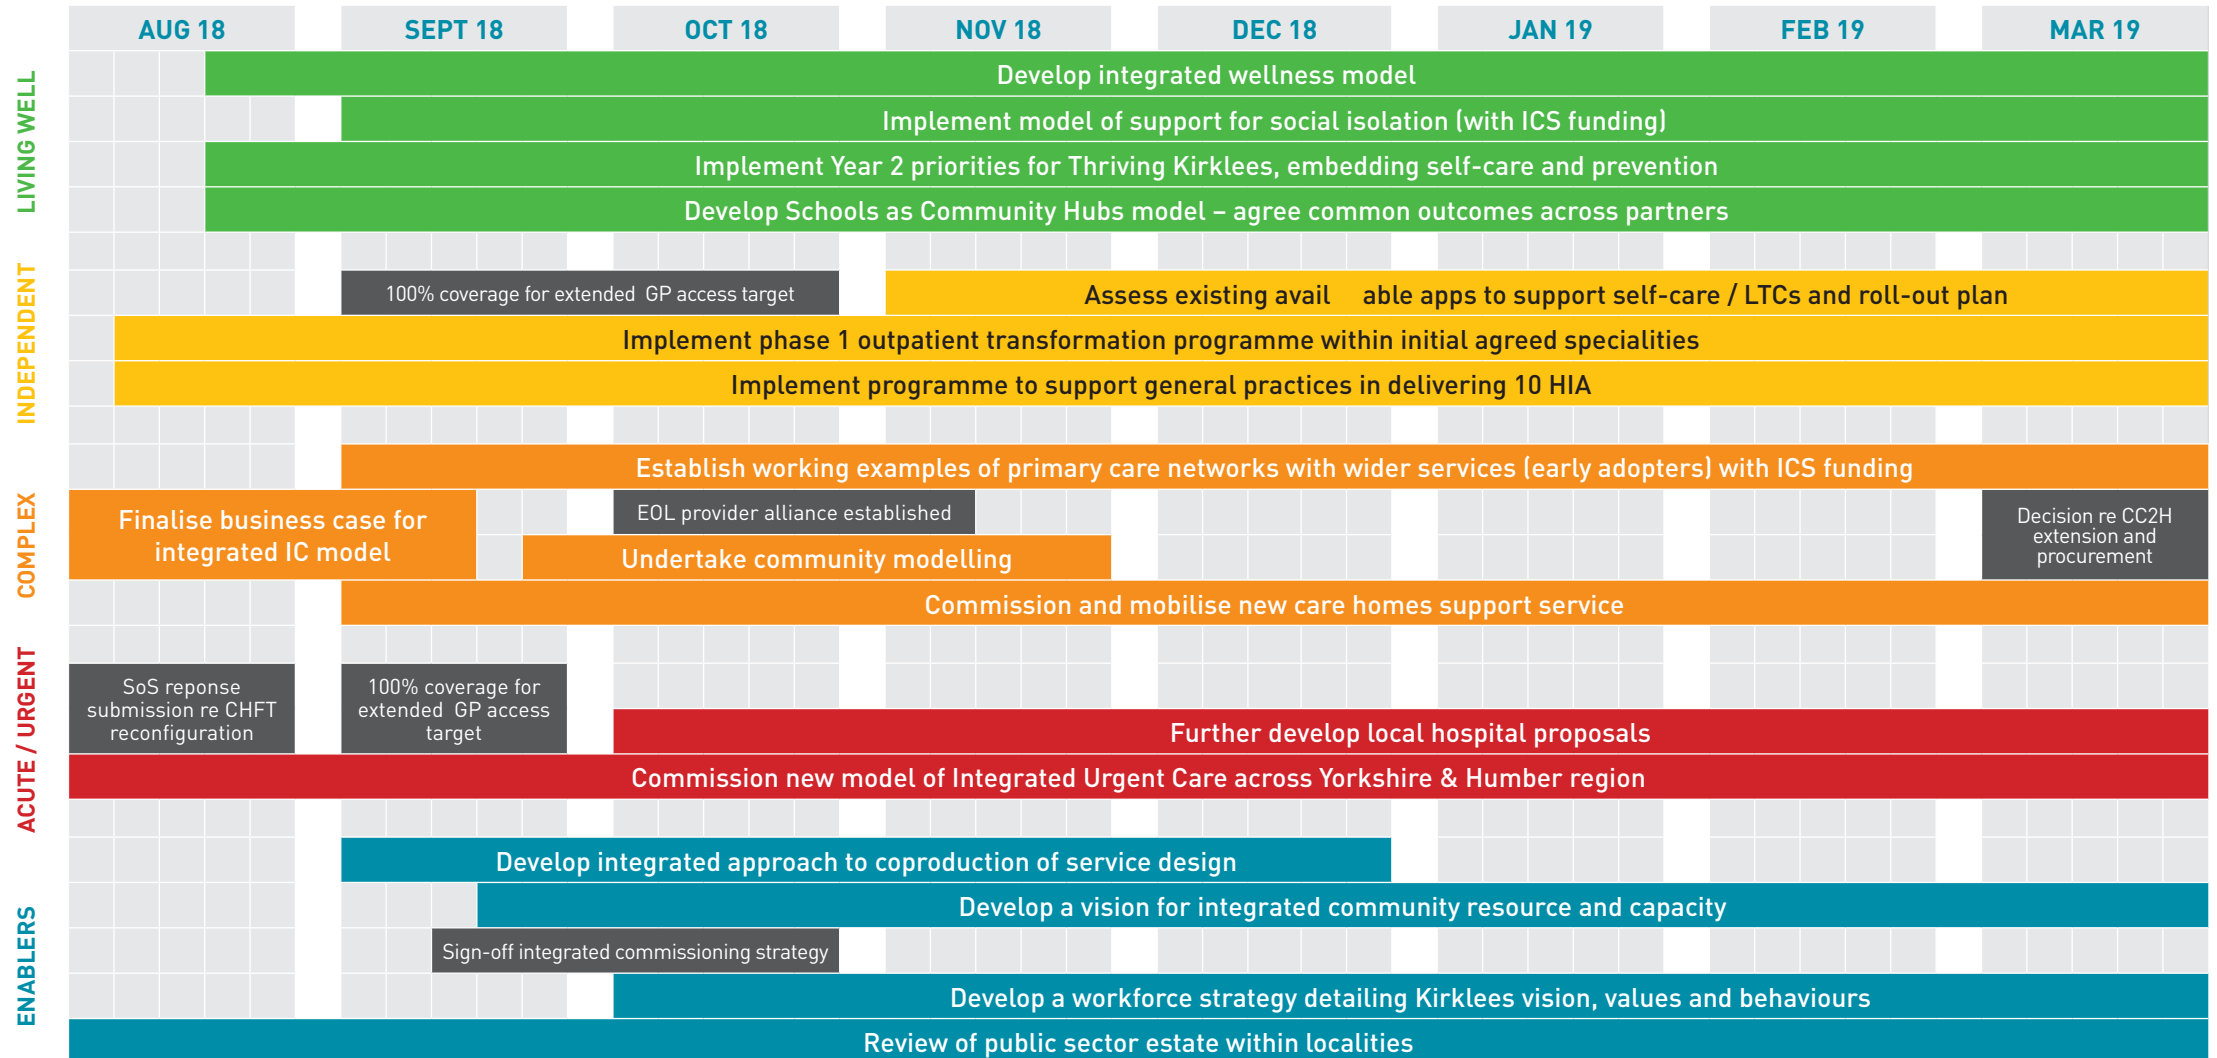 AUG 18
SEPT 18
OCT 18
NOV 18
DEC 18
JAN 19
FEB 19
MAR 19
LIVING WELL
Develop integrated wellness model
Implement model of support for social isolation (with ICS funding)
Implement Year 2 priorities for Thriving Kirklees, embedding self-care and prevention
Develop Schools as Community Hubs model – agree common outcomes across partners
INDEPENDENT
100% coverage for extended GP access target
Assess existing avail able apps to support self-care / LTCs and roll-out plan
Implement phase 1 outpatient transformation programme within initial agreed specialities
Implement programme to support general practices in delivering 10 HIA
COMPLEX
Establish working examples of primary care networks with wider services (early adopters) with ICS funding
Finalise business case for
integrated IC model
EOL provider alliance established
Undertake community modelling
Decision re CC2H
extension and
procurement
Commission and mobilise new care homes support service
ACUTE / URGENT
SoS reponse
submission re CHFT
reconfiguration
100% coverage for
extended GP access
target
Further develop local hospital proposals
Commission new model of Integrated Urgent Care across Yorkshire & Humber region
ENABLERS
Develop integrated approach to coproduction of service design
Develop a vision for integrated community resource and capacity
Sign-off integrated commissioning strategy
Develop a workforce strategy detailing Kirklees vision, values and behaviours
Review of public sector estate within localities